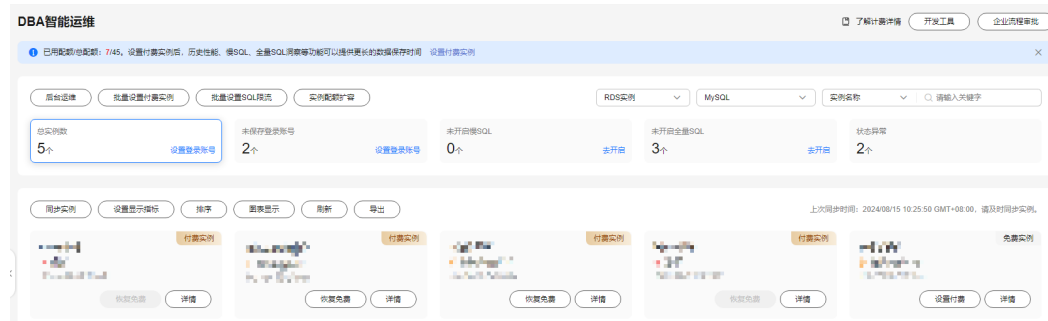 DBA智能运维
了解计费详情 开发工具 企业流程审批
已用配额/总配额：7/45。设置付费实例后，历史性能、慢SQL、全量SQL洞察等功能可以提供更长的数据保存时间 设置付费实例
后台运维 批量设置付费实例 批量设置SQL限流 实例配额扩容 RDS实例 MySQL 实例名称 请输入关键字
总实例数 未保存登录账号 未开启慢SQL 未开启全量SQL 状态异常
5个 设置登录账号 2个 设置登录账号 0个 去开启 3个 去开启 2个
同步实例 设置显示指标 排序 图表显示 刷新 导出 上次同步时间：2024/08/15 10:25:50 GMT+08:00，请及时同步实例。
付费实例 付费实例 付费实例 付费实例 免费实例
恢复免费 详情 恢复免费 详情 恢复免费 详情 恢复免费 详情 设置付费 详情